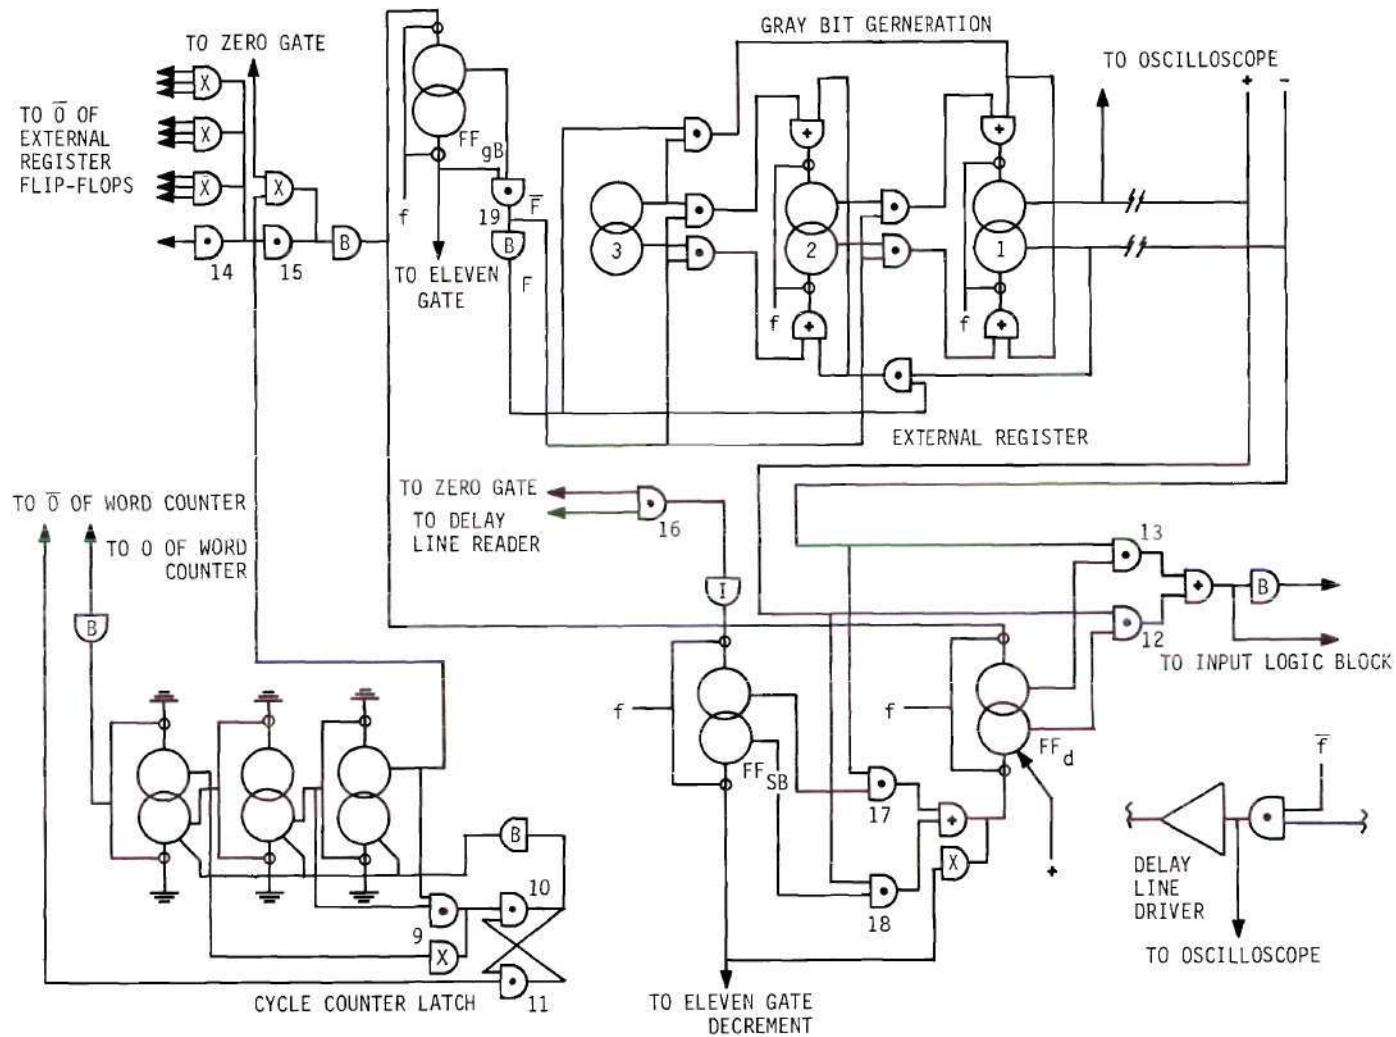 GRAY BIT GERNERATION
TO ZERO GATE
TO OSCILLOSCOPE
+ -
X
TO O̅ OF
EXTERNAL
REGISTER
FLIP-FLOPS
X
X
X
14
15
B
f
FF gB
19
F̅
B
F
TO ELEVEN
GATE
3
2
1
+
+
+
+
f
f
EXTERNAL REGISTER
TO O̅ OF WORD COUNTER
TO O OF WORD
COUNTER
B
TO ZERO GATE
TO DELAY
LINE READER
16
I
13
12
+
B
TO INPUT LOGIC BLOCK
f
FF SB
f
FF d
17
18
+
X
+
f̅
DELAY
LINE
DRIVER
TO OSCILLOSCOPE
B
9
10
X
11
CYCLE COUNTER LATCH
TO ELEVEN GATE
DECREMENT